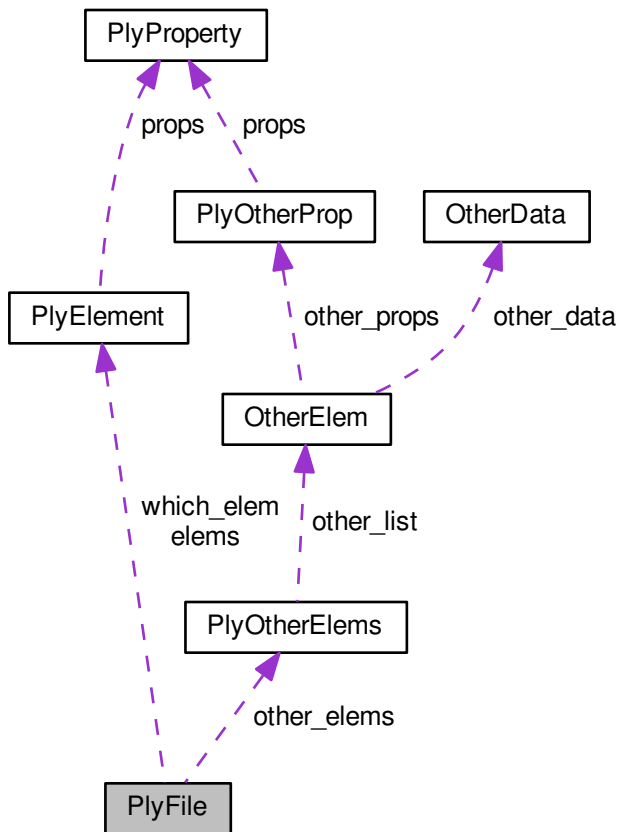 PlyProperty
props
props
PlyOtherProp
OtherData
PlyElement
other_props
other_data
OtherElem
which_elem
elems
other_list
PlyOtherElems
other_elems
PlyFile